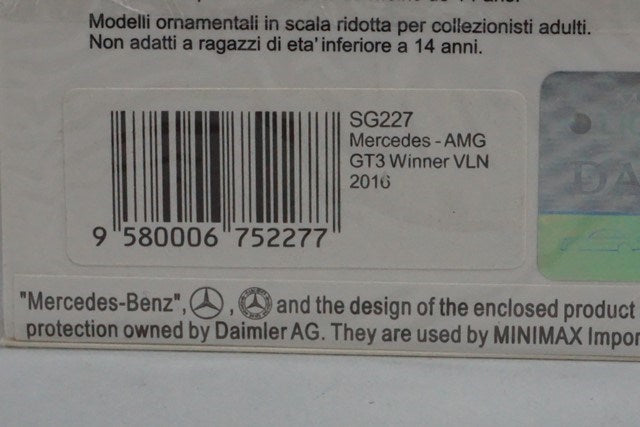 Modelli ornamentali in scala ridotta per collezionisti adulti.
Non adatti a ragazzi di eta' inferiore a 14 anni.
SG227
Mercedes - AMG
GT3 Winner VLN
2016
9 580006 752277
DA
"Mercedes-Benz", , and the design of the enclosed product
protection owned by Daimler AG. They are used by MINIMAX Impor